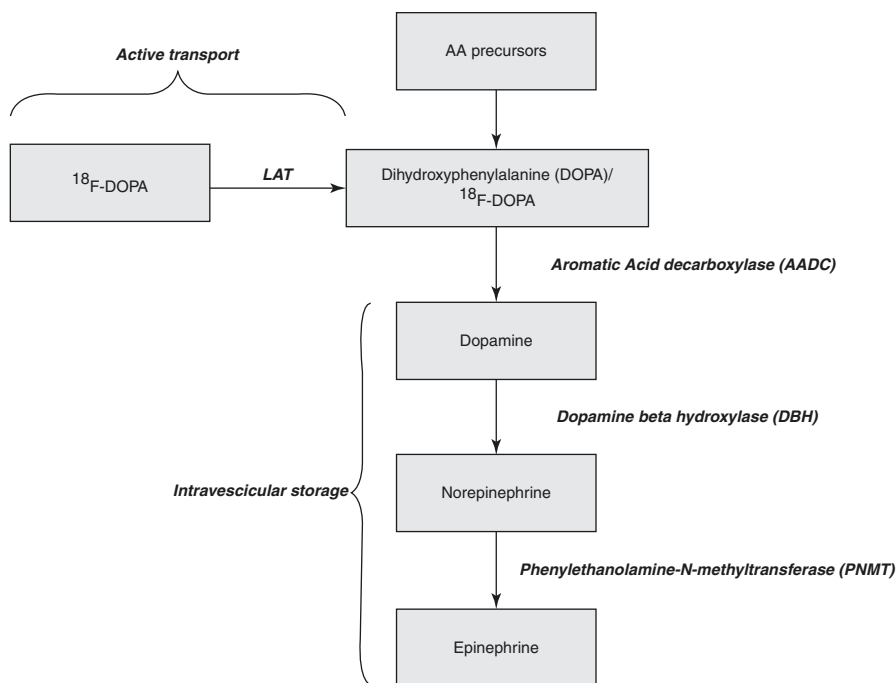 Active transport
AA precursors
18F-DOPA
LAT
Dihydroxyphenylalanine (DOPA)/
18F-DOPA
Aromatic Acid decarboxylase (AADC)
Dopamine
Dopamine beta hydroxylase (DBH)
Intravescicular storage
Norepinephrine
Phenylethanolamine-N-methyltransferase (PNMT)
Epinephrine